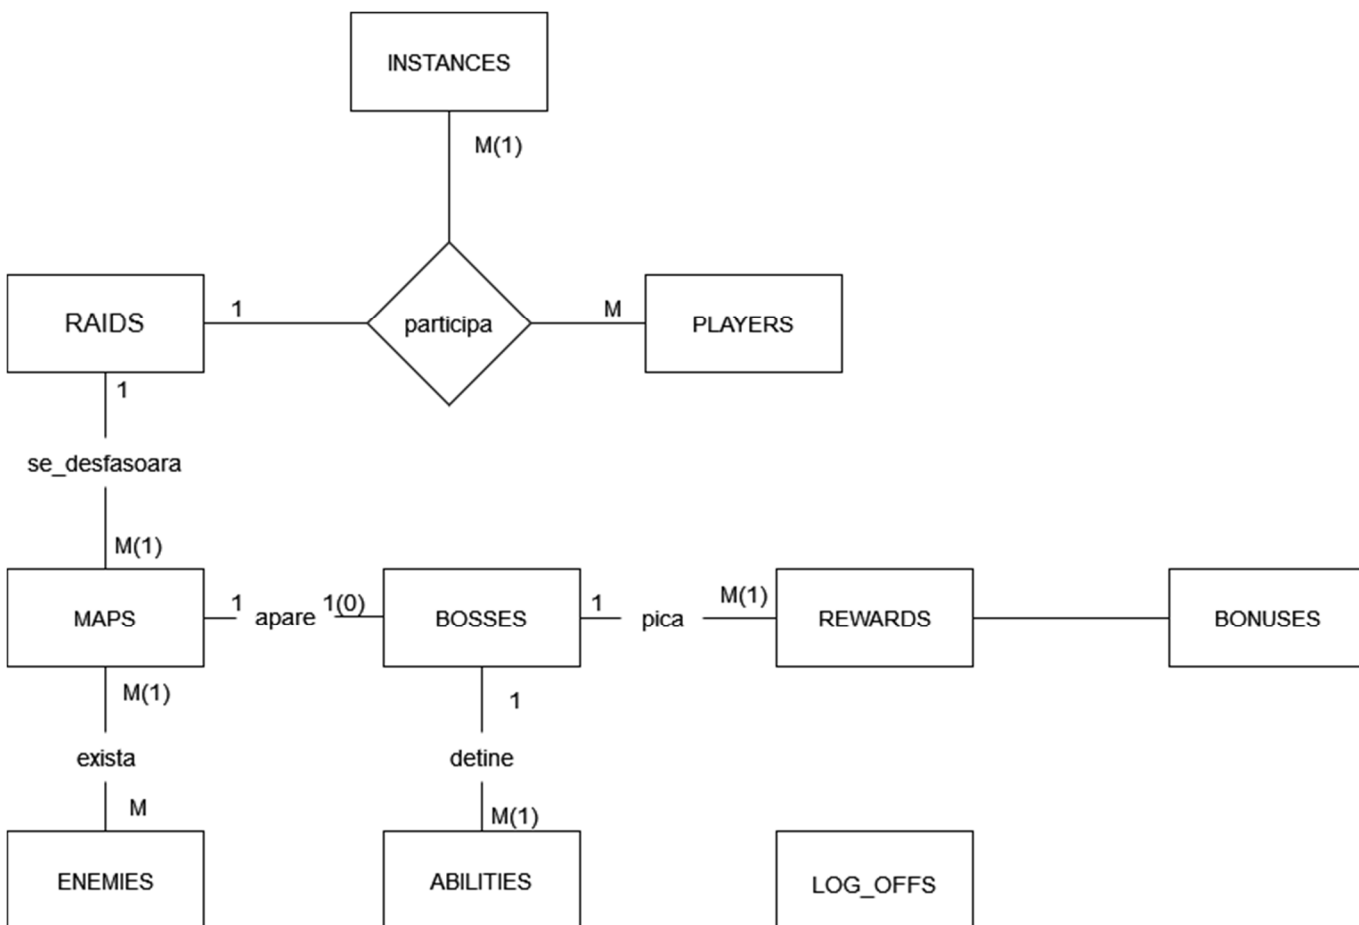 INSTANCES
M(1)
RAIDS
1
participa
M
PLAYERS
1
se_desfasoara
M(1)
MAPS
1
apare
1(0)
BOSSES
1
pica
M(1)
REWARDS
BONUSES
M(1)
1
exista
detine
M
M(1)
ENEMIES
ABILITIES
LOG_OFFS